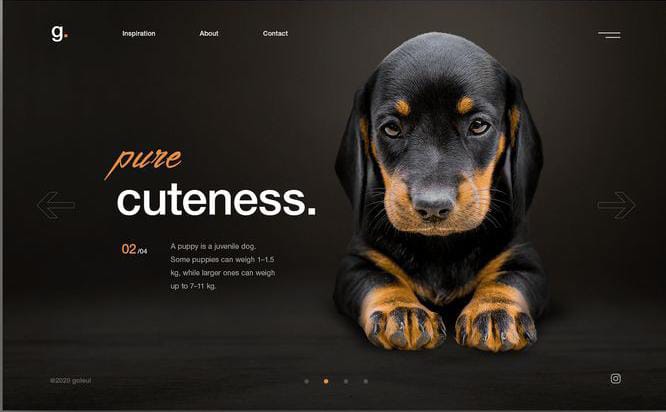 g.
Inspiration
About
Contact
pure
cuteness.
02/04
A puppy is a juvenile dog.
Some puppies can weigh 1–1.5
kg, while larger ones can weigh
up to 7–11 kg.
©2020 goleul